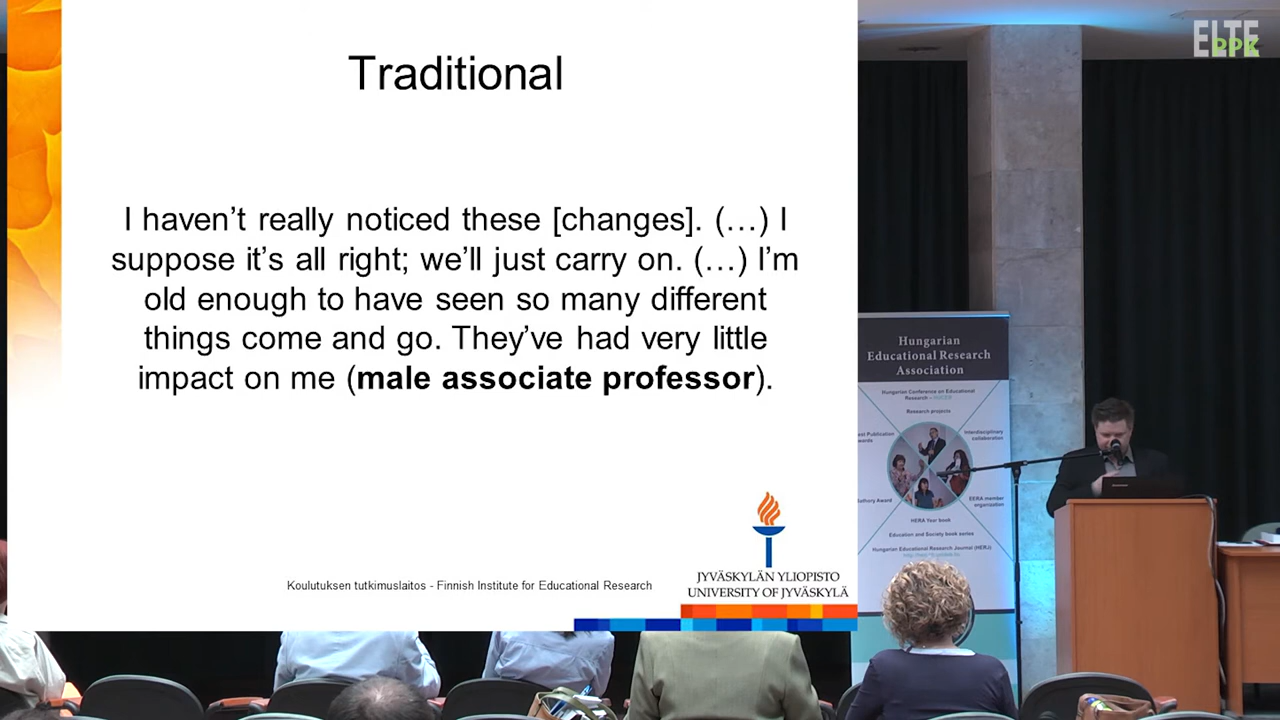 Traditional
I haven’t really noticed these [changes]. (…) I
suppose it’s all right; we’ll just carry on. (…) I’m
old enough to have seen so many different
things come and go. They’ve had very little
impact on me (male associate professor).
Koulutuksen tutkimuslaitos - Finnish Institute for Educational Research
JYVÄSKYLÄN YLIOPISTO
UNIVERSITY OF JYVÄSKYLÄ
ELTE
PPK
Hungarian
Educational Research
Association
Hungarian Conference on Educational
Research –
Research projects
Publication
Interdisciplinary
collaboration
Award
EERA member
organization
HERA Year book
Education and Society book series
Hungarian Educational Research Journal (HERJ)